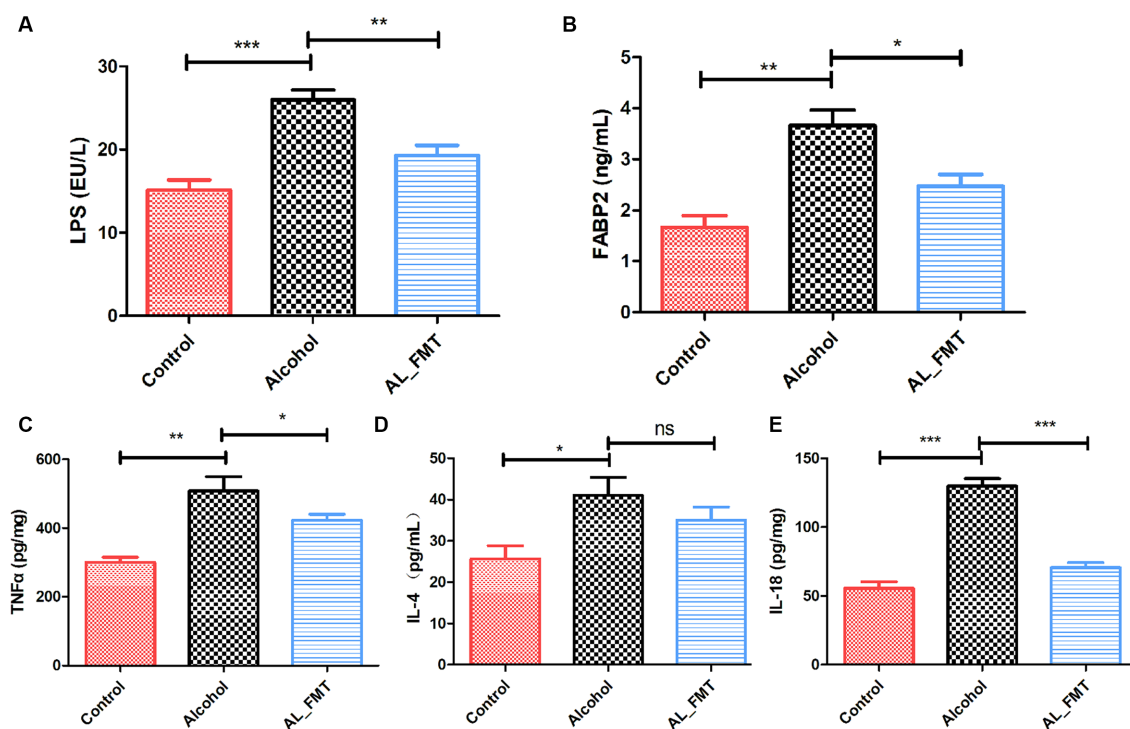 A
LPS (EU/L)
30
20
10
0
***
**
Control
Alcohol
AL_FMT
B
FABP2 (ng/mL)
5
4
3
2
1
0
**
*
Control
Alcohol
AL_FMT
C
TNFα (pg/mg)
600
400
200
0
**
*
Control
Alcohol
AL_FMT
D
IL-4（pg/mL）
50
40
30
20
10
0
*
ns
Control
Alcohol
AL_FMT
E
IL-18 (pg/mg)
150
100
50
0
***
***
Control
Alcohol
AL_FMT